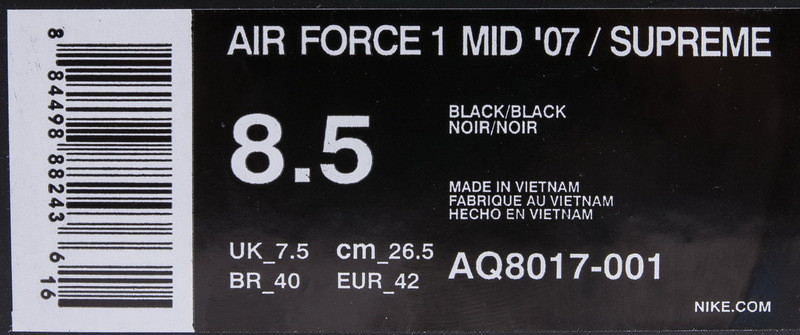 AIR FORCE 1 MID '07 / SUPREME
8.5
BLACK/BLACK
NOIR/NOIR
MADE IN VIETNAM
FABRIQUE AU VIETNAM
HECHO EN VIETNAM
UK_7.5 cm_26.5
BR_40 EUR_42
AQ8017-001
NIKE.COM
8 84498 88243 6 16